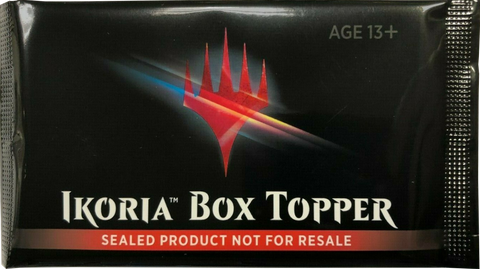 AGE 13+
IKORIA™ BOX TOPPER
SEALED PRODUCT NOT FOR RESALE